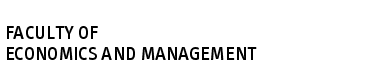 FACULTY OF
ECONOMICS AND MANAGEMENT